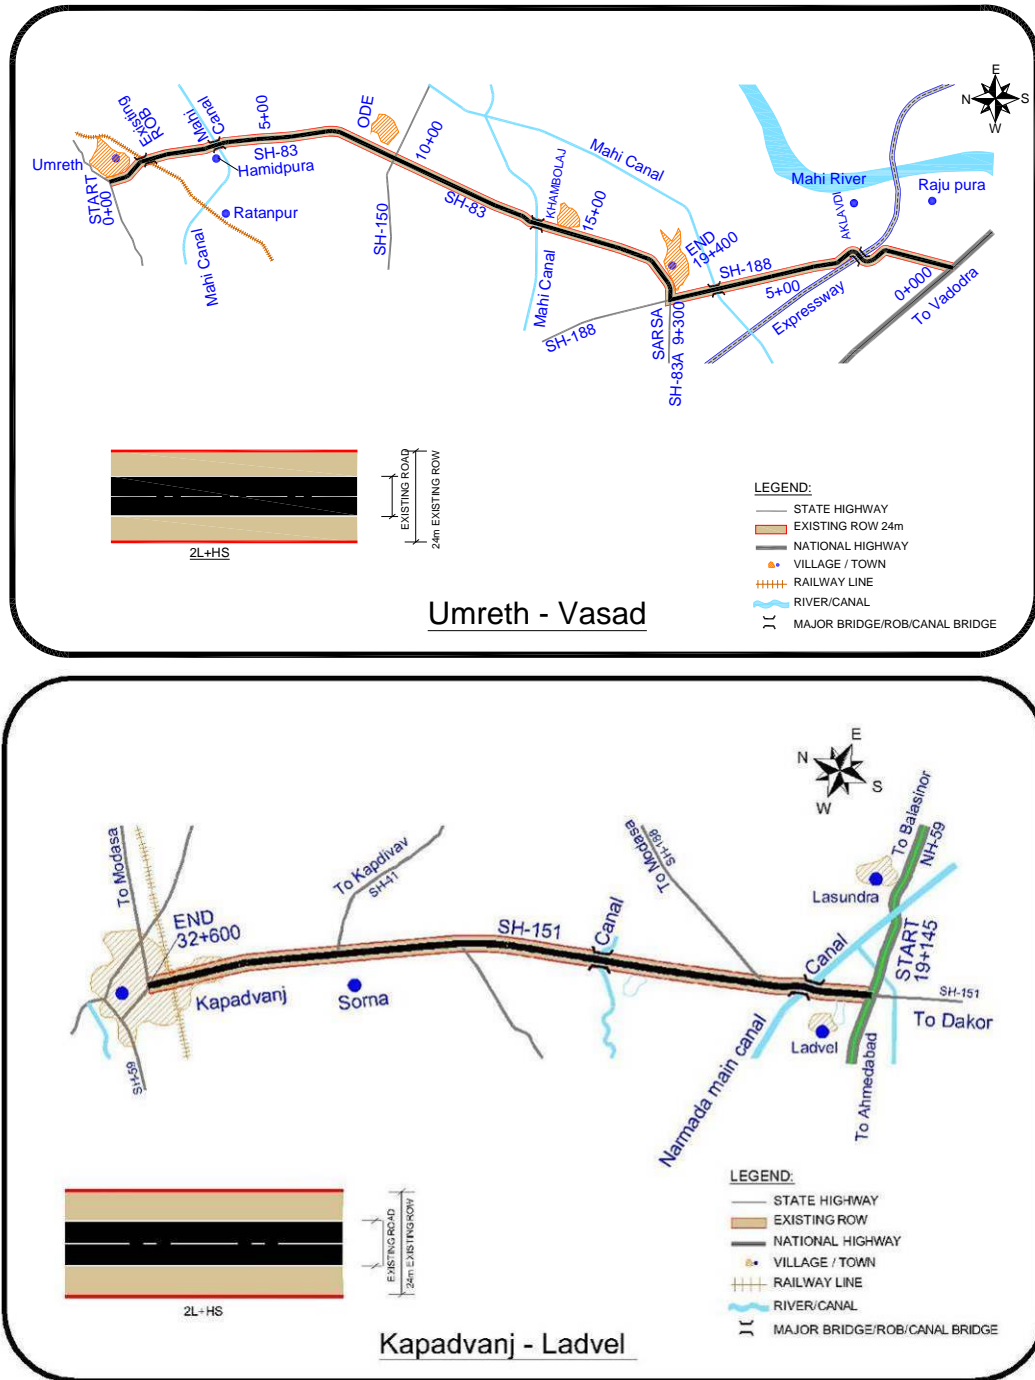 E
N
S
W
Umreth
START
0+00
Existing
ROB
Mahi
Canal
5+00
SH-83
Hamidpura
Ratanpur
Mahi Canal
ODE
10+00
SH-150
SH-83
KHAMBOLAJ
15+00
Mahi Canal
Mahi Canal
END
19+400
SH-188
5+00
SH-188
SARSA
SH-83A 9+300
Mahi River
AKLAVDI
Raju pura
Expressway
0+000
To Vadodra
EXISTING ROAD
24m EXISTING ROW
2L+HS
LEGEND:
STATE HIGHWAY
EXISTING ROW 24m
NATIONAL HIGHWAY
VILLAGE / TOWN
RAILWAY LINE
RIVER/CANAL
MAJOR BRIDGE/ROB/CANAL BRIDGE
Umreth - Vasad
E
N
S
W
To Modasa
END
32+600
Kapadvanj
SH-59
To Kapdivav
SH-41
Sorna
SH-151
Canal
To Modasa
SH-188
Canal
Narmada main canal
Lasundra
To Balasinor
NH-59
START
19+145
SH-151
To Dakor
Ladvel
To Ahmedabad
EXISTING ROAD
24m EXISTING ROW
2L+HS
LEGEND:
STATE HIGHWAY
EXISTING ROW
NATIONAL HIGHWAY
VILLAGE / TOWN
RAILWAY LINE
RIVER/CANAL
MAJOR BRIDGE/ROB/CANAL BRIDGE
Kapadvanj - Ladvel